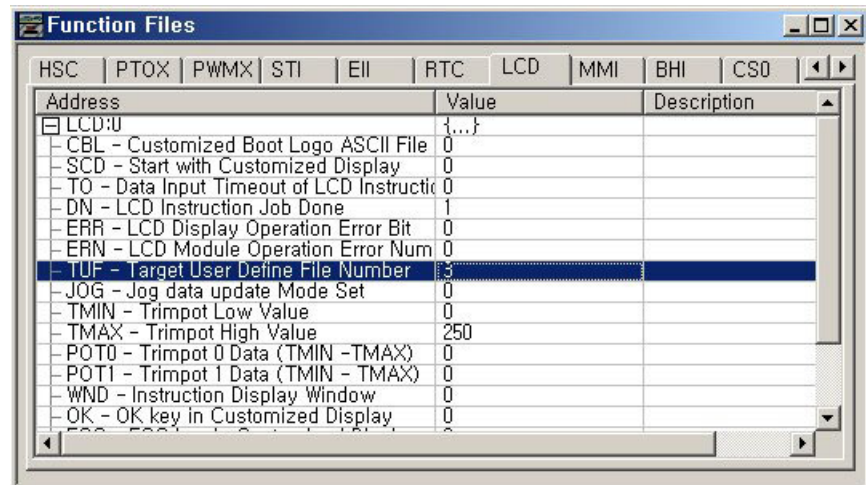 Function Files
HSC PTOX PWMX STI EII RTC LCD MMI BHI CS0
Address Value Description
LCD:0 {...}
CBL - Customized Boot Logo ASCII File 0
SCD - Start with Customized Display 0
TO - Data Input Timeout of LCD Instructic 0
DN - LCD Instruction Job Done 1
ERR - LCD Display Operation Error Bit 0
ERN - LCD Module Operation Error Num 0
TUF - Target User Define File Number 3
JOG - Jog data update Mode Set 0
TMIN - Trimpot Low Value 0
TMAX - Trimpot High Value 250
POT0 - Trimpot 0 Data (TMIN -TMAX) 0
POT1 - Trimpot 1 Data (TMIN - TMAX) 0
WND - Instruction Display Window 0
OK - OK key in Customized Display 0